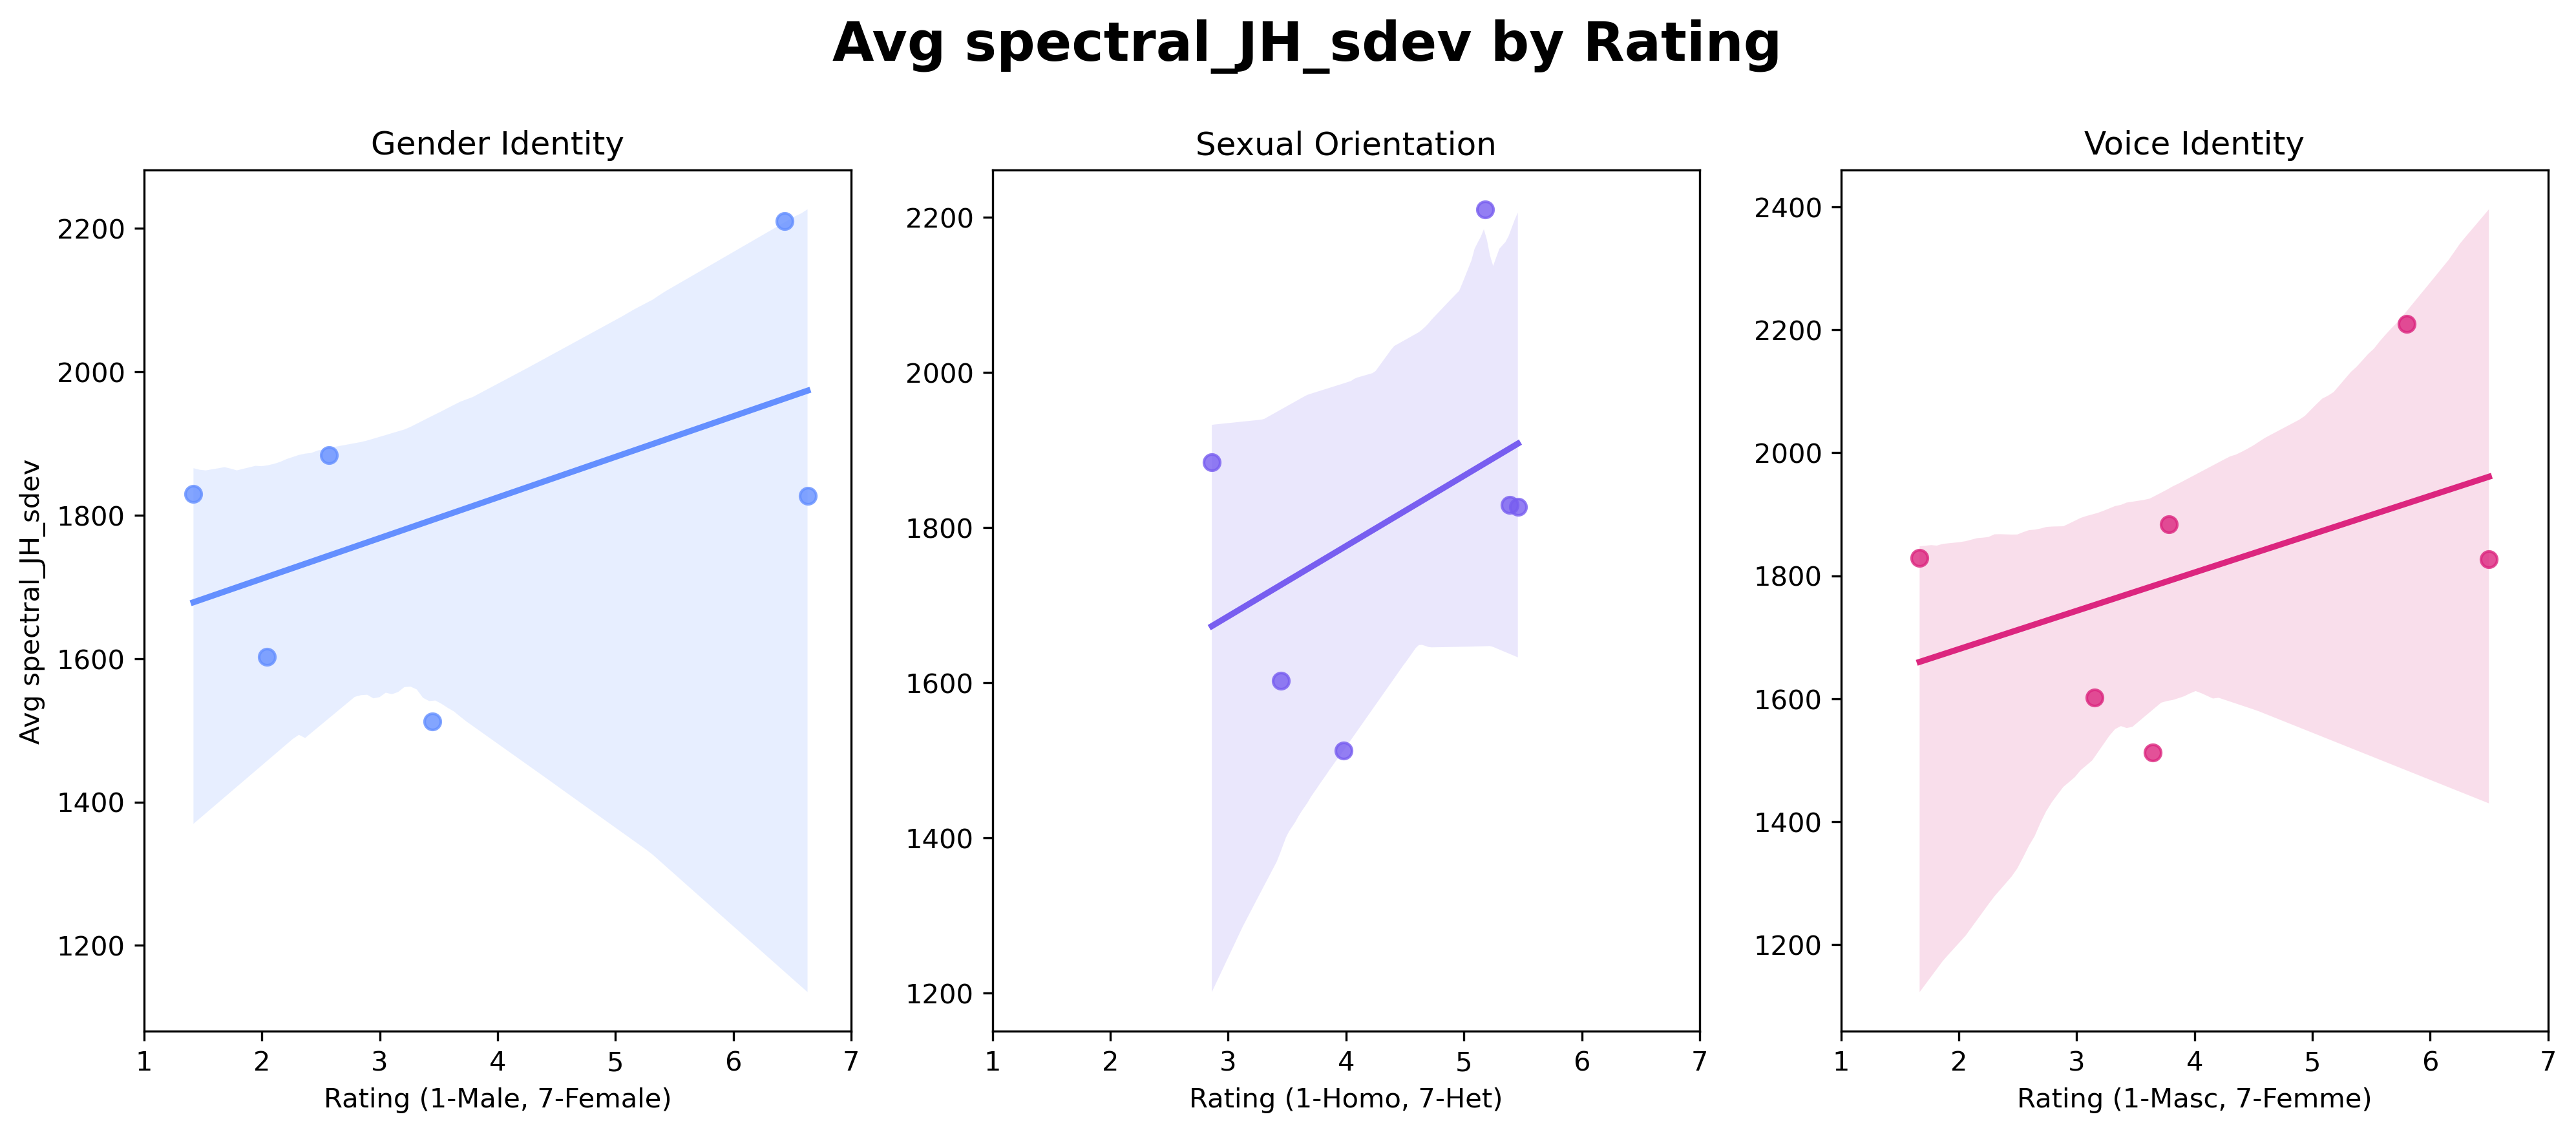 Avg spectral_JH_sdev by Rating
Gender Identity
Sexual Orientation
Voice Identity
Avg spectral_JH_sdev
2200
2000
1800
1600
1400
1200
1 2 3 4 5 6 7
Rating (1-Male, 7-Female)
2200
2000
1800
1600
1400
1200
1 2 3 4 5 6 7
Rating (1-Homo, 7-Het)
2400
2200
2000
1800
1600
1400
1200
1 2 3 4 5 6 7
Rating (1-Masc, 7-Femme)